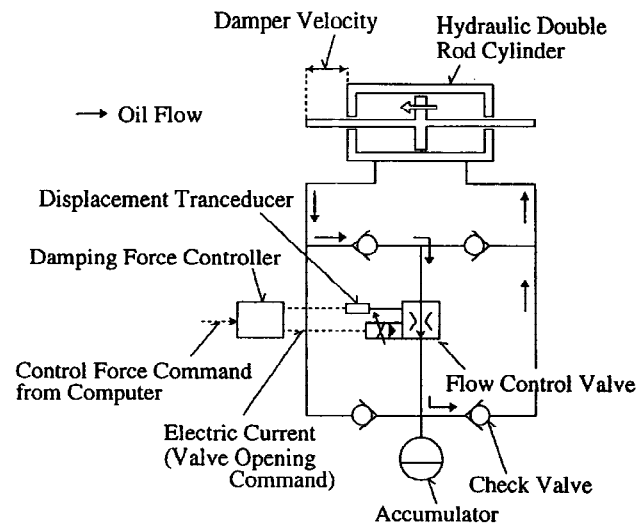 Damper Velocity
Hydraulic Double
Rod Cylinder
Oil Flow
Displacement Tranceducer
Damping Force Controller
Control Force Command
from Computer
Flow Control Valve
Electric Current
(Valve Opening
Command)
Check Valve
Accumulator